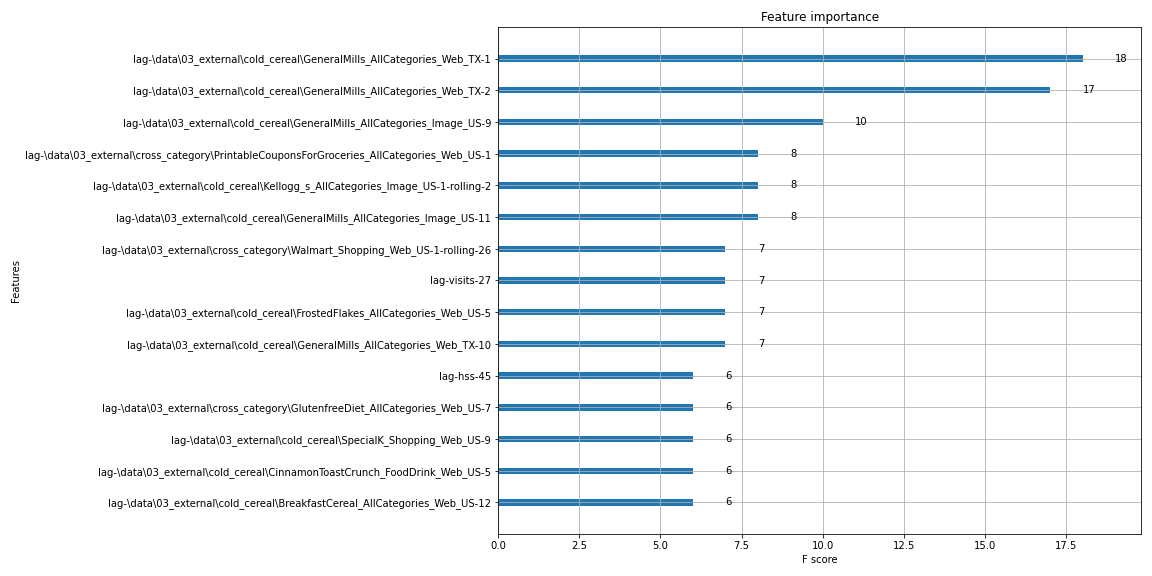 Feature importance
lag-\data\03_external\cold_cereal\GeneralMills_AllCategories_Web_TX-1 18
lag-\data\03_external\cold_cereal\GeneralMills_AllCategories_Web_TX-2 17
lag-\data\03_external\cold_cereal\GeneralMills_AllCategories_Image_US-9 10
lag-\data\03_external\cross_category\PrintableCouponsForGroceries_AllCategories_Web_US-1 8
lag-\data\03_external\cold_cereal\Kellogg_s_AllCategories_Image_US-1-rolling-2 8
lag-\data\03_external\cold_cereal\GeneralMills_AllCategories_Image_US-11 8
lag-\data\03_external\cross_category\Walmart_Shopping_Web_US-1-rolling-26 7
lag-visits-27 7
lag-\data\03_external\cold_cereal\FrostedFlakes_AllCategories_Web_US-5 7
lag-\data\03_external\cold_cereal\GeneralMills_AllCategories_Web_TX-10 7
lag-hss-45 6
lag-\data\03_external\cross_category\GlutenfreeDiet_AllCategories_Web_US-7 6
lag-\data\03_external\cold_cereal\SpecialK_Shopping_Web_US-9 6
lag-\data\03_external\cold_cereal\CinnamonToastCrunch_FoodDrink_Web_US-5 6
lag-\data\03_external\cold_cereal\BreakfastCereal_AllCategories_Web_US-12 6
Features
0.0 2.5 5.0 7.5 10.0 12.5 15.0 17.5
F score